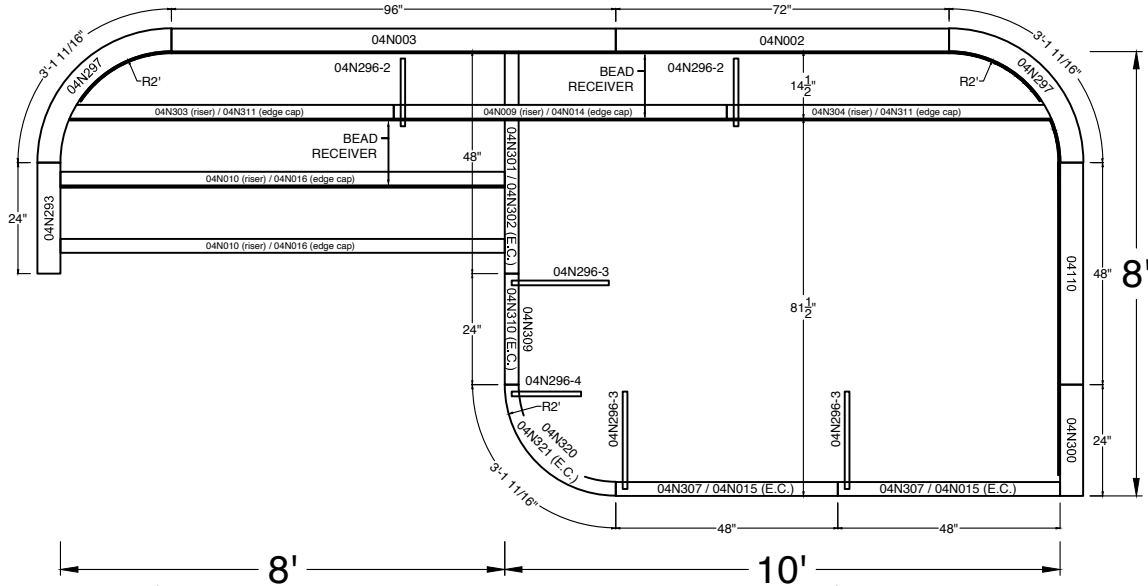 96"
72"
3'-1 11/16"
04N003
04N002
3'-1 11/16"
04N297
04N297
R2'
04N296-2
BEAD
RECEIVER
04N296-2
R2'
14 1/2"
04N303 (riser) / 04N311 (edge cap)
04N009 (riser) / 04N014 (edge cap)
04N304 (riser) / 04N311 (edge cap)
BEAD
RECEIVER
48"
04N301 / 04N302 (E.C.)
04N010 (riser) / 04N016 (edge cap)
24"
04N293
04N010 (riser) / 04N016 (edge cap)
04N296-3
04110
48"
8'
24"
04N310 (E.C.)
04N309
81 1/2"
04N296-4
R2'
04N320
04N321 (E.C.)
04N296-3
04N296-3
04N300
24"
3'-1 11/16"
04N307 / 04N015 (E.C.)
04N307 / 04N015 (E.C.)
48"
48"
8'
10'